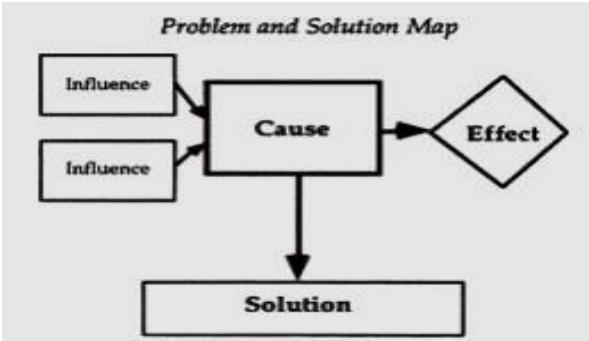 Problem and Solution Map
Influence
Cause
Effect
Influence
Solution